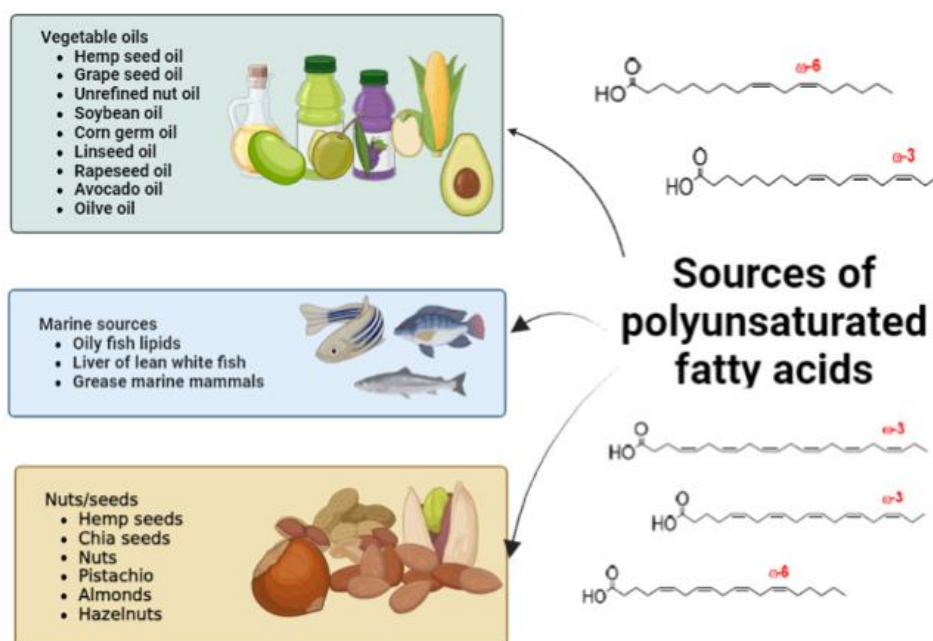 Vegetable oils
• Hemp seed oil
• Grape seed oil
• Unrefined nut oil
• Soybean oil
• Corn germ oil
• Linseed oil
• Rapeseed oil
• Avocado oil
• Oilve oil
Marine sources
• Oily fish lipids
• Liver of lean white fish
• Grease marine mammals
Nuts/seeds
• Hemp seeds
• Chia seeds
• Nuts
• Pistachio
• Almonds
• Hazelnuts
O
HO
ω-6
O
HO
ω-3
Sources of
polyunsaturated
fatty acids
O
HO
ω-3
O
HO
ω-3
O
HO
ω-6